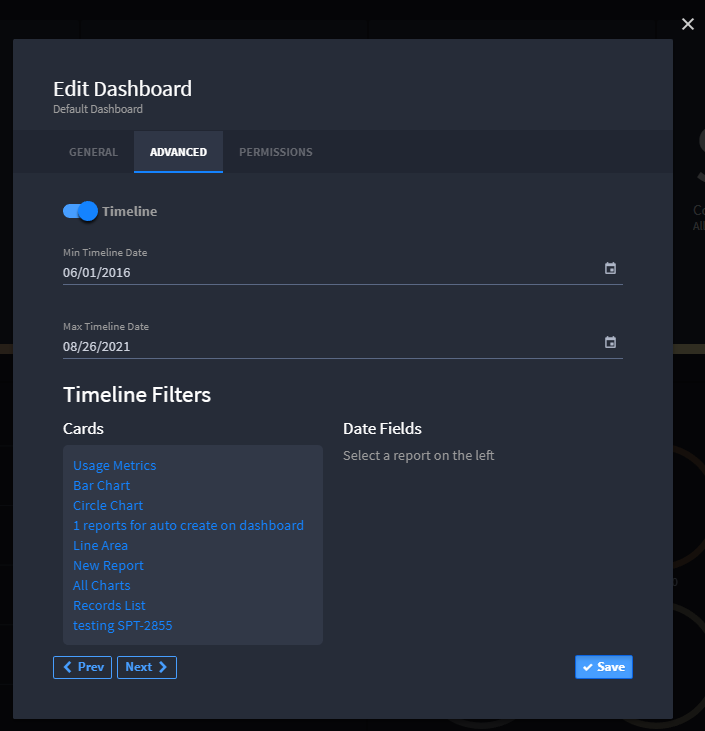 Edit Dashboard
Default Dashboard
GENERAL ADVANCED PERMISSIONS
Timeline
Min Timeline Date
06/01/2016
Max Timeline Date
08/26/2021
Timeline Filters
Cards
Usage Metrics
Bar Chart
Circle Chart
1 reports for auto create on dashboard
Line Area
New Report
All Charts
Records List
testing SPT-2855
Date Fields
Select a report on the left
Prev Next Save